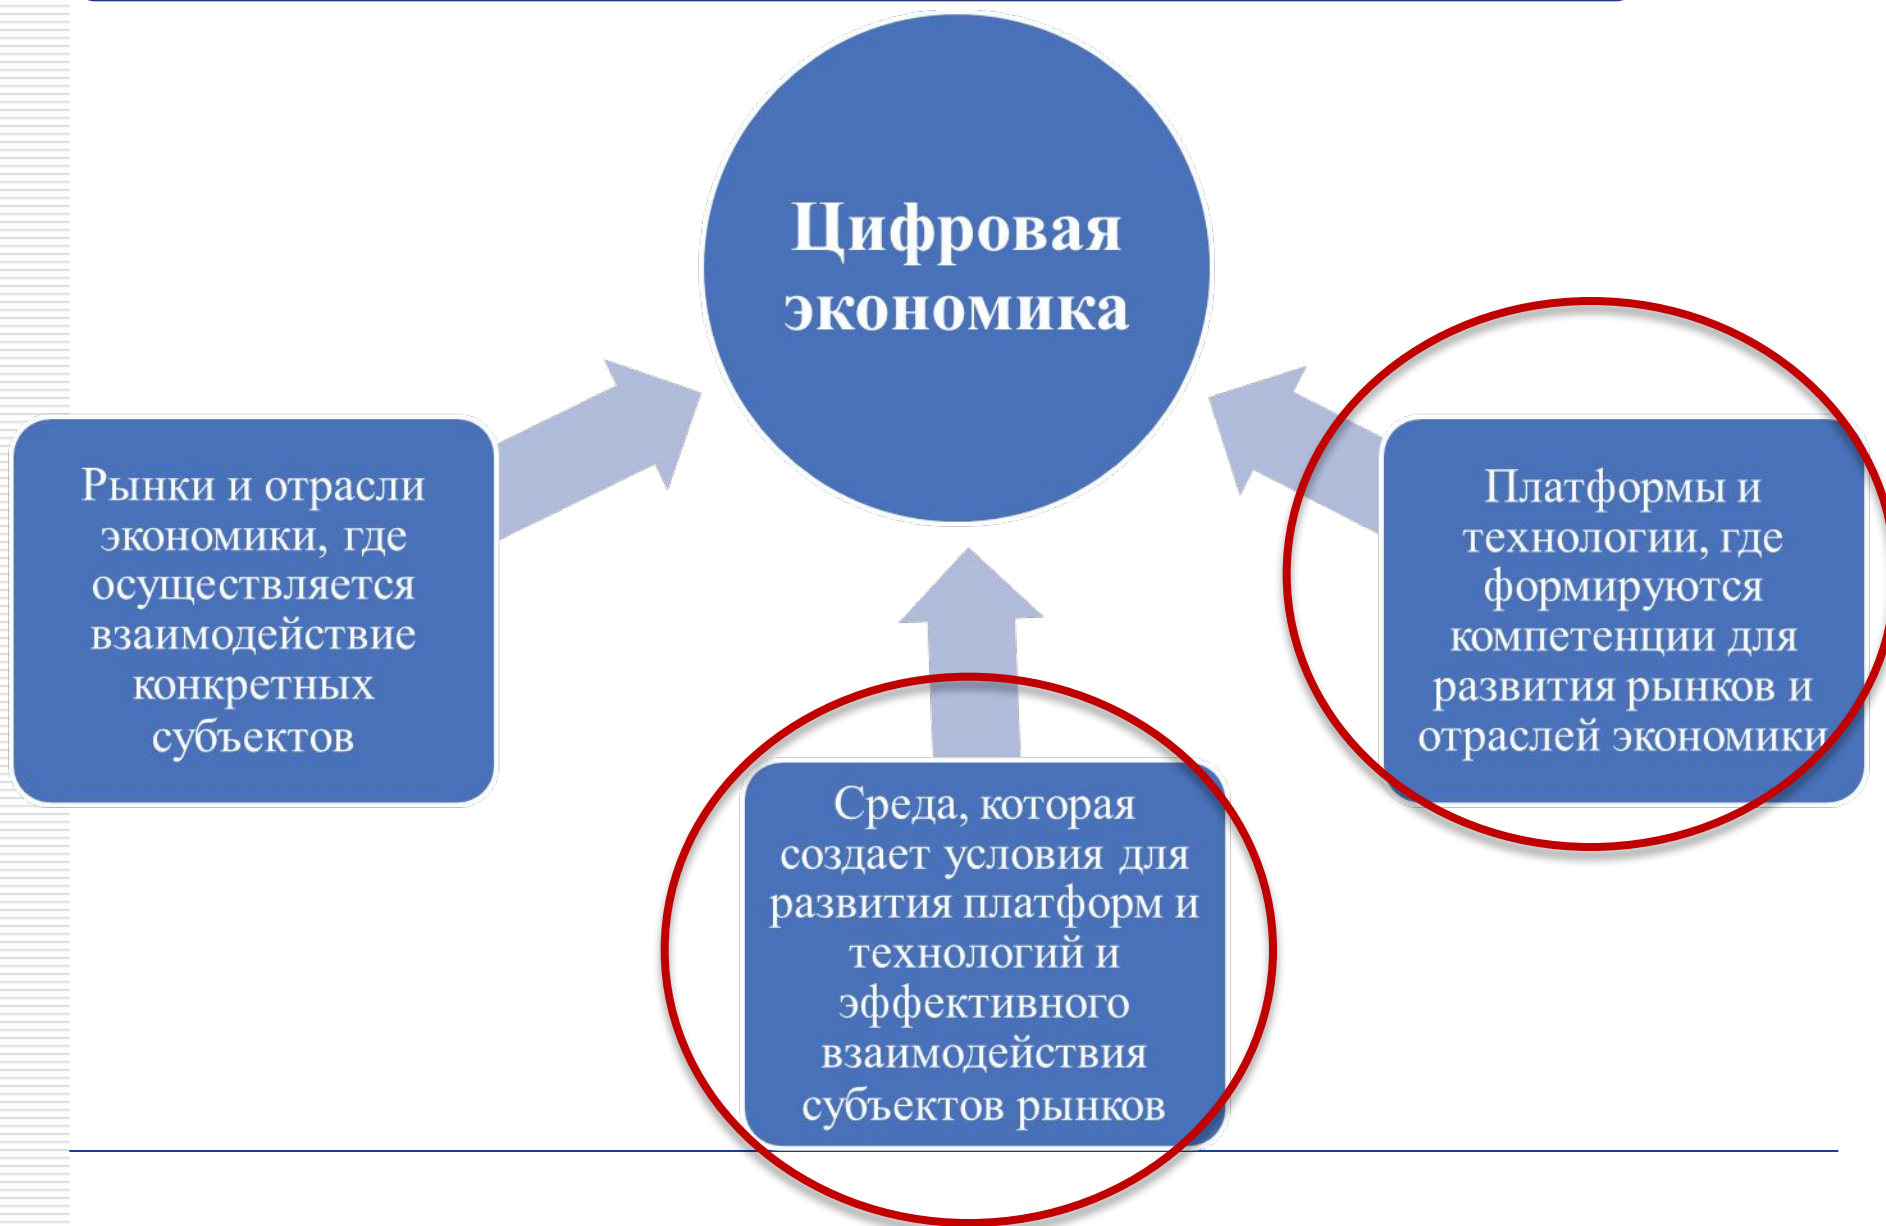 Цифровая
экономика
Рынки и отрасли
экономики, где
осуществляется
взаимодействие
конкретных
субъектов
Среда, которая
создает условия для
развития платформ и
технологий и
эффективного
взаимодействия
субъектов рынков
Платформы и
технологии, где
формируются
компетенции для
развития рынков и
отраслей экономики